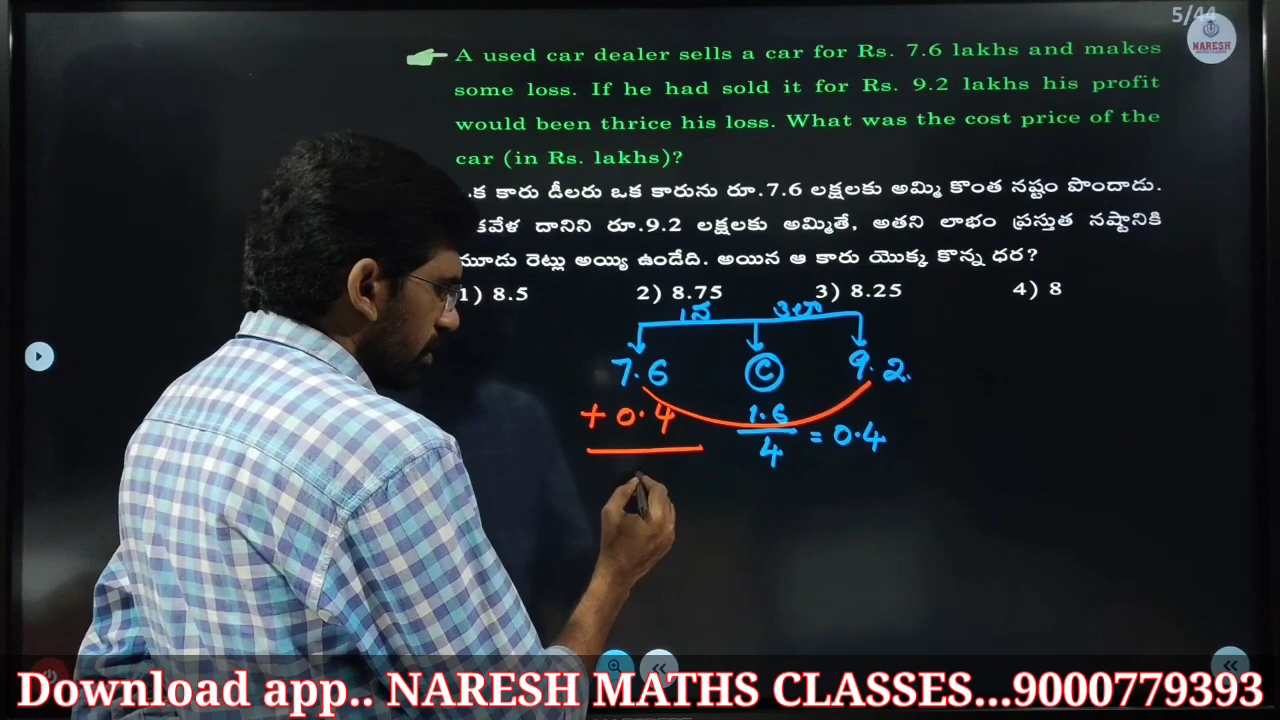 5/44
NARESH
MATHS CLASSES
A used car dealer sells a car for Rs. 7.6 lakhs and makes
some loss. If he had sold it for Rs. 9.2 lakhs his profit
would been thrice his loss. What was the cost price of the
car (in Rs. lakhs)?
క కారు డీలరు ఒక కారును రూ.7.6 లక్షలకు అమ్మి కొంత నష్టం పొందాడు.
కవేళ దానిని రూ.9.2 లక్షలకు అమ్మితే, అతని లాభం ప్రస్తుత నష్టానికి
మూడు రెట్లు అయ్యి ఉండేది. అయిన ఆ కారు యొక్క కొన్న ధర?
1) 8.5 2) 8.75 3) 8.25 4) 8
1న 3లా
7.6 C 9.2.
+ 0.4 1.6
4 = 0.4
Download app.. NARESH MATHS CLASSES...9000779393